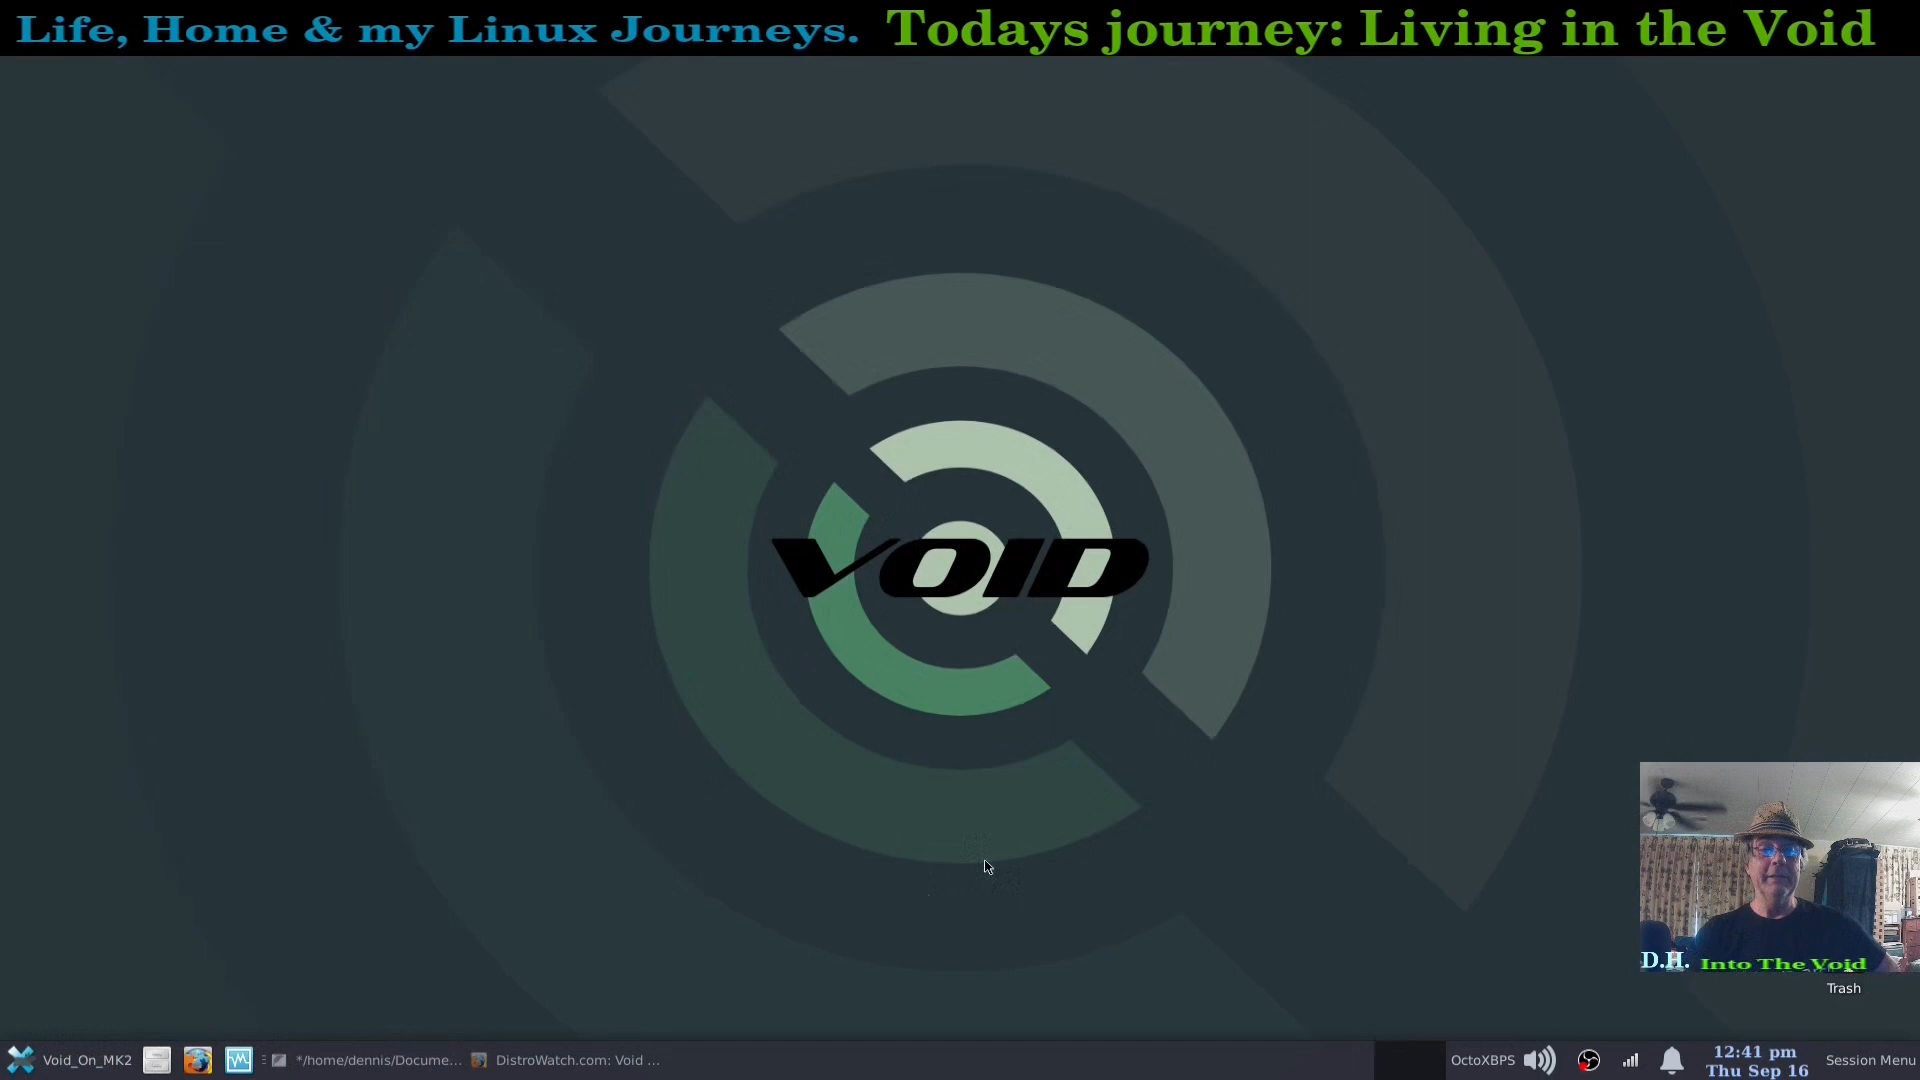 Life, Home & my Linux Journeys. Todays journey: Living in the Void
VOID
D.H. Into The Void
Trash
Void_On_MK2
*/home/dennis/Docume...
DistroWatch.com: Void ...
OctoXBPS
12:41 pm
Thu Sep 16
Session Menu